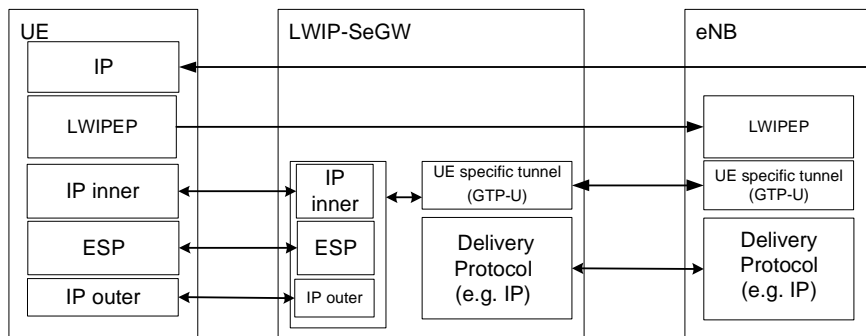 UE
LWIP-SeGW
eNB
IP
LWIPEP
LWIPEP
IP inner
IP
inner
UE specific tunnel
(GTP-U)
UE specific tunnel
(GTP-U)
ESP
ESP
Delivery
Protocol
(e.g. IP)
Delivery
Protocol
(e.g. IP)
IP outer
IP outer